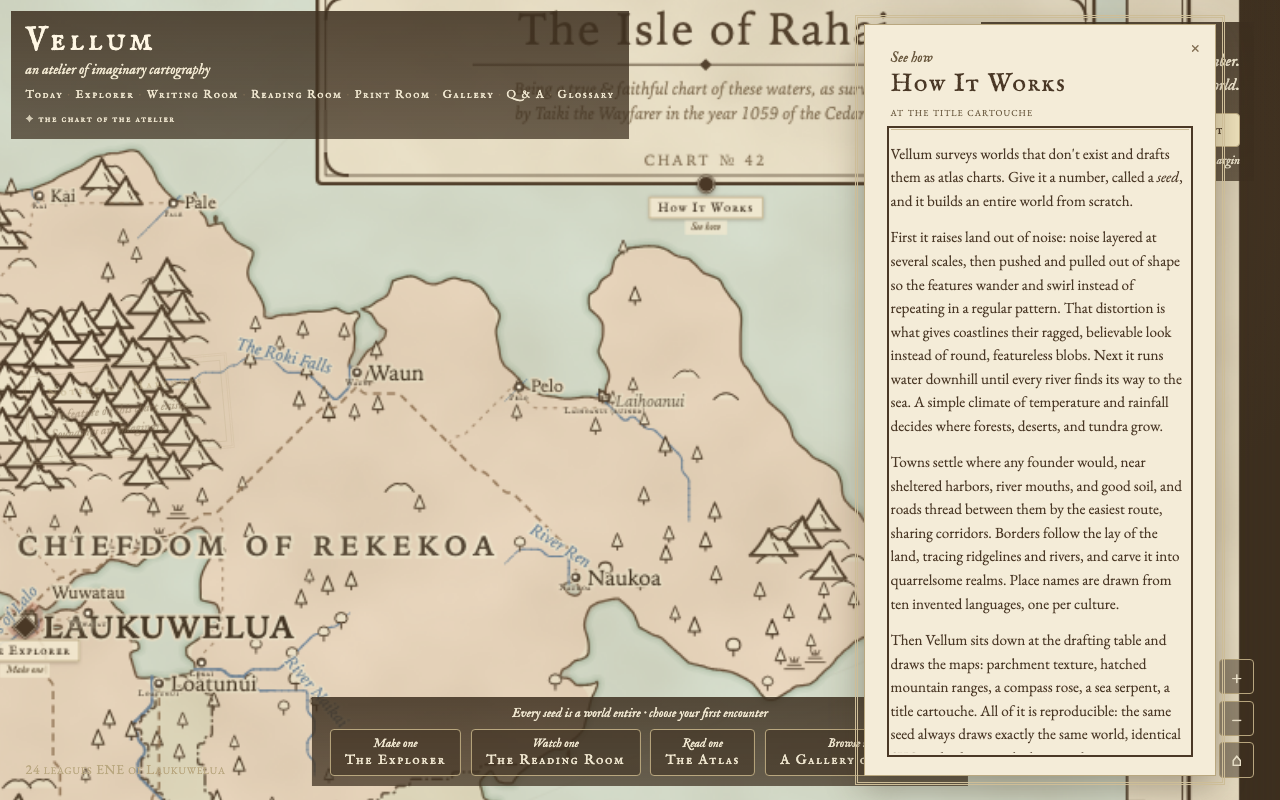 VELLUM
an atelier of imaginary cartography
TODAY EXPLORER WRITING ROOM READING ROOM PRINT ROOM GALLERY Q & A GLOSSARY
THE CHART OF THE ATELIER
The Isle of Raha
Being a true & faithful chart of these waters, as sur
by Taiki the Wayfarer in the year 1059 of the Cedar
CHART № 42
HOW IT WORKS
See how
Kai
Pale
The Roki Falls
Waun
Pelo
Laihoanui
CHIEFDOM OF REKEKOA
River Ren
Naukoa
Wuwatau
LAUKUWELUA
EXPLORER
Make one
Loatunui
24 LEAGUES ENE OF LAUKUWELUA
Every seed is a world entire · choose your first encounter
Make one
THE EXPLORER
Watch one
THE READING ROOM
Read one
THE ATLAS
Browse
A GALLERY
See how
×
HOW IT WORKS
AT THE TITLE CARTOUCHE
Vellum surveys worlds that don't exist and drafts
them as atlas charts. Give it a number, called a seed,
and it builds an entire world from scratch.
First it raises land out of noise: noise layered at
several scales, then pushed and pulled out of shape
so the features wander and swirl instead of
repeating in a regular pattern. That distortion is
what gives coastlines their ragged, believable look
instead of round, featureless blobs. Next it runs
water downhill until every river finds its way to the
sea. A simple climate of temperature and rainfall
decides where forests, deserts, and tundra grow.
Towns settle where any founder would, near
sheltered harbors, river mouths, and good soil, and
roads thread between them by the easiest route,
sharing corridors. Borders follow the lay of the
land, tracing ridgelines and rivers, and carve it into
quarrelsome realms. Place names are drawn from
ten invented languages, one per culture.
Then Vellum sits down at the drafting table and
draws the maps: parchment texture, hatched
mountain ranges, a compass rose, a sea serpent, a
title cartouche. All of it is reproducible: the same
seed always draws exactly the same world, identical
+
−